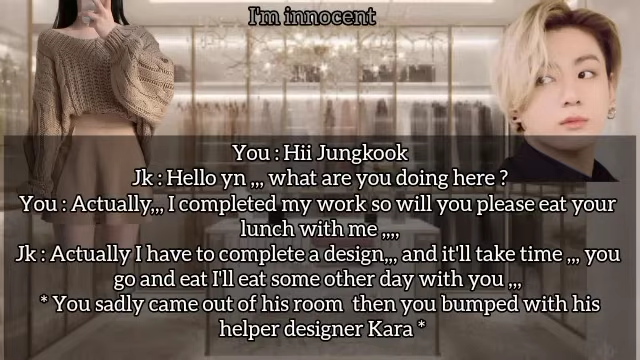 I'm innocent
You : Hii Jungkook
Jk : Hello yn ,,, what are you doing here ?
You : Actually,,, I completed my work so will you please eat your
lunch with me ,,,,
Jk : Actually I have to complete a design,,, and it'll take time ,,, you
go and eat I'll eat some other day with you ,,,
* You sadly came out of his room then you bumped with his
helper designer Kara *